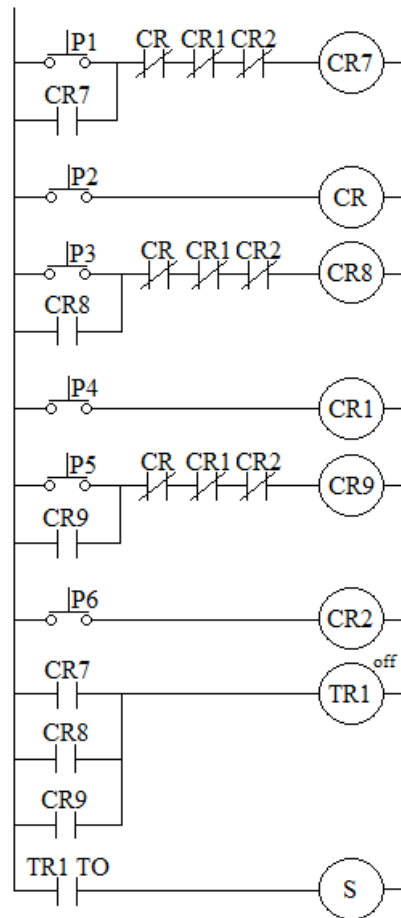 P1 CR CR1 CR2
CR7
CR7
P2
CR
P3 CR CR1 CR2
CR8
CR8
P4
CR1
P5 CR CR1 CR2
CR9
CR9
P6
CR2
CR7 off
TR1
CR8
CR9
TR1 TO
S